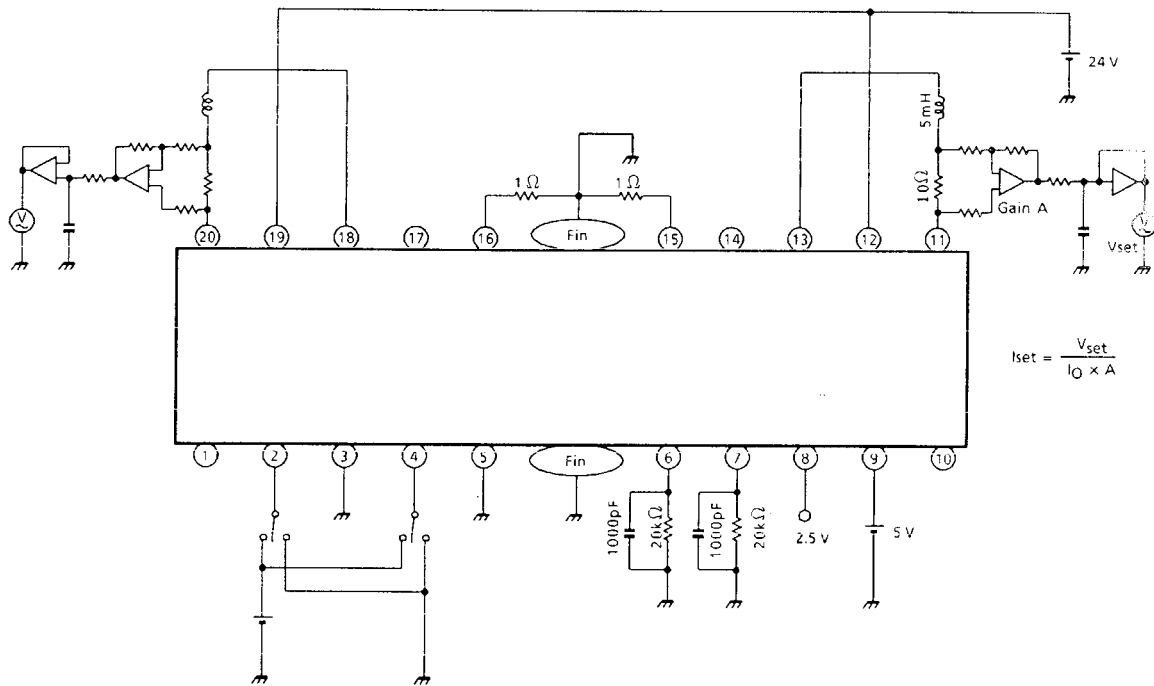 24 V
5mH
V
1 Ω
1 Ω
10Ω
Gain A
V
Vset
20
19
18
17
16
Fin
15
14
13
12
11
Iset = Vset / IO × A
1
2
3
4
5
Fin
6
7
8
9
10
1000pF
20kΩ
1000pF
20kΩ
2.5 V
5 V